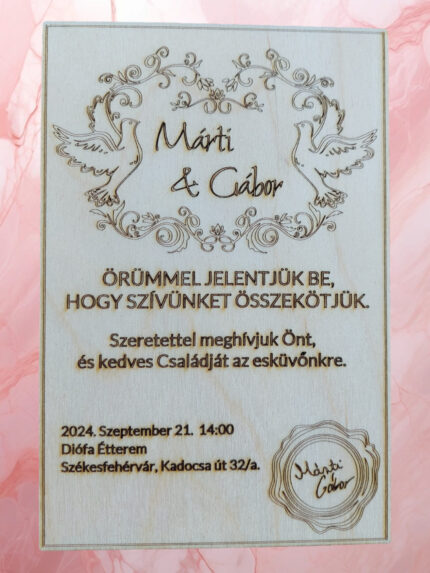 Márti
& Gábor
ÖRÜMMEL JELENTJÜK BE,
HOGY SZÍVÜNKET ÖSSZEKÖTJÜK.
Szeretettel meghívjuk Önt,
és kedves Családját az esküvőnkre.
2024. Szeptember 21. 14:00
Diófa Étterem
Székesfehérvár, Kadocsa út 32/a.
Márti
Gábor